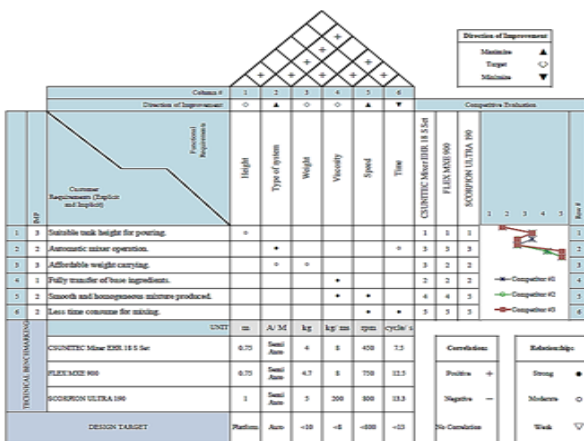 Direction of Improvement
Maximize ▲
Target ◇
Minimize ▼
Column # 1 2 3 4 5 6
Direction of Improvement ◇ ▲ ◇ ◇ ▲ ▼ Competitive Evaluation
Functional
Requirements
Customer
Requirements (Explicit
and Implicit)
IMP
Height
Type of system
Weight
Viscosity
Speed
Time
CSUNITEC Mixer EHR 18 S Set
FLEX MXE 900
SCORPION ULTRA 190
1 2 3 4 5
Row #
1 3 Suitable tank height for pouring. ○ 1 1 1 1
2 2 Automatic mixer operation. ● ○ 3 3 3 2
3 3 Affordable weight carrying. ○ ○ 3 2 2 3
4 1 Fully transfer of base ingredients. ● 2 2 2 4
5 2 Smooth and homogeneous mixture produced. ● ● 4 4 5
6 2 Less time consume for mixing. ● ● 6
Competitor #1
Competitor #2
Competitor #3
TECHNICAL BENCHMARKING
UNIT m A/ M kg kg/ ms rpm cycle/ s
CSUNITEC Mixer EHR 18 S Set 0.75 Semi Auto 4 8 450 7.5
FLEX MXE 900 0.75 Semi Auto 4.7 8 750 12.5
SCORPION ULTRA 190 1 Semi Auto 5 200 800 13.3
DESIGN TARGET Platform Auto <10 <8 <800 <15
Correlations
Positive +
Negative −
No Correlation
Relationships
Strong ●
Moderate ○
Weak ▽